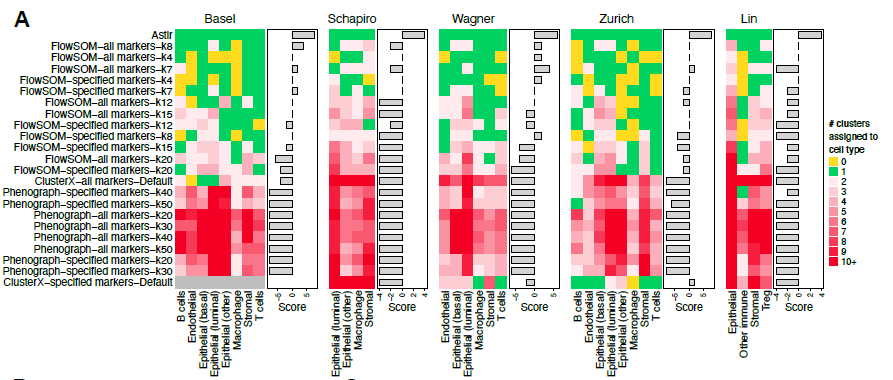 A
Basel
Schapiro
Wagner
Zurich
Lin
Astir
FlowSOM−all markers−k8
FlowSOM−all markers−k4
FlowSOM−all markers−k7
FlowSOM−specified markers−k4
FlowSOM−specified markers−k7
FlowSOM−all markers−k12
FlowSOM−all markers−k15
FlowSOM−specified markers−k12
FlowSOM−specified markers−k8
FlowSOM−specified markers−k15
FlowSOM−all markers−k20
FlowSOM−specified markers−k20
ClusterX−all markers−Default
Phenograph−specified markers−k40
Phenograph−specified markers−k50
Phenograph−all markers−k20
Phenograph−all markers−k30
Phenograph−all markers−k40
Phenograph−all markers−k50
Phenograph−specified markers−k20
Phenograph−specified markers−k30
ClusterX−specified markers−Default
B cells
Endothelial
Epithelial (basal)
Epithelial (luminal)
Epithelial (other)
Macrophage
Stromal
T cells
−5
0
5
Score
Epithelial (luminal)
Epithelial (other)
Macrophage
Stromal
−4
−2
0
2
4
Score
Endothelial
Epithelial (basal)
Epithelial (luminal)
Macrophage
Stromal
T cells
−5
0
5
Score
B cells
Endothelial
Epithelial (basal)
Epithelial (luminal)
Epithelial (other)
Macrophage
Stromal
T cells
−5
0
5
Score
Epithelial
Other immune
Stromal
Treg
−4
−2
0
2
4
Score
# clusters
assigned to
cell type
0
1
2
3
4
5
6
7
8
9
10+